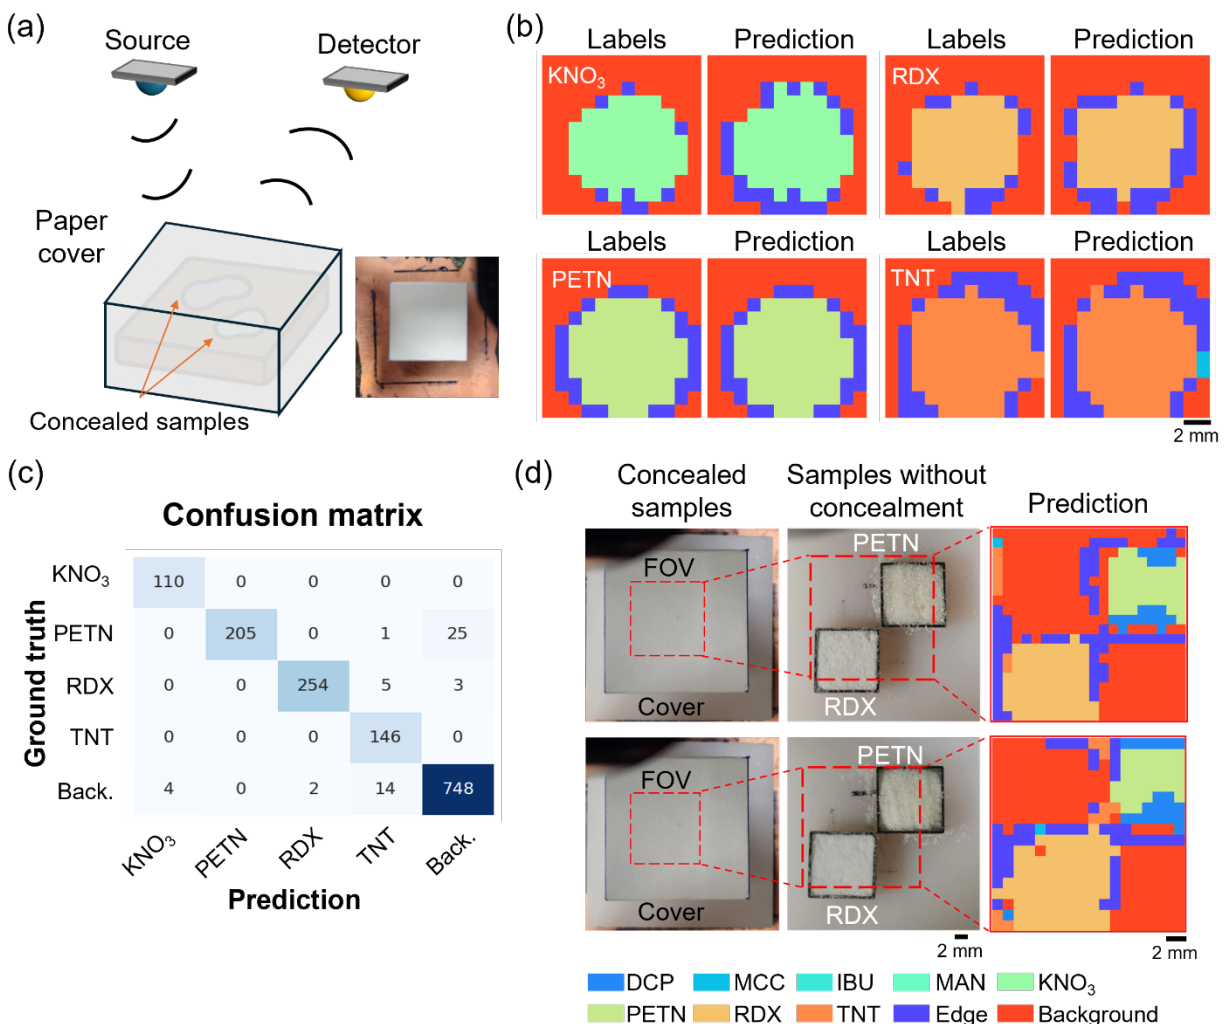 (a)
Source
Detector
Paper
cover
Concealed samples
(b)
Labels
Prediction
Labels
Prediction
KNO₃
RDX
Labels
Prediction
Labels
Prediction
PETN
TNT
2 mm
(c)
Confusion matrix
Ground truth
KNO₃
110 0 0 0 0
PETN
0 205 0 1 25
RDX
0 0 254 5 3
TNT
0 0 0 146 0
Back.
4 0 2 14 748
KNO₃ PETN RDX TNT Back.
Prediction
(d)
Concealed
samples
Samples without
concealment
Prediction
FOV
Cover
PETN
RDX
FOV
Cover
PETN
RDX
2 mm
2 mm
DCP MCC IBU MAN KNO₃
PETN RDX TNT Edge Background